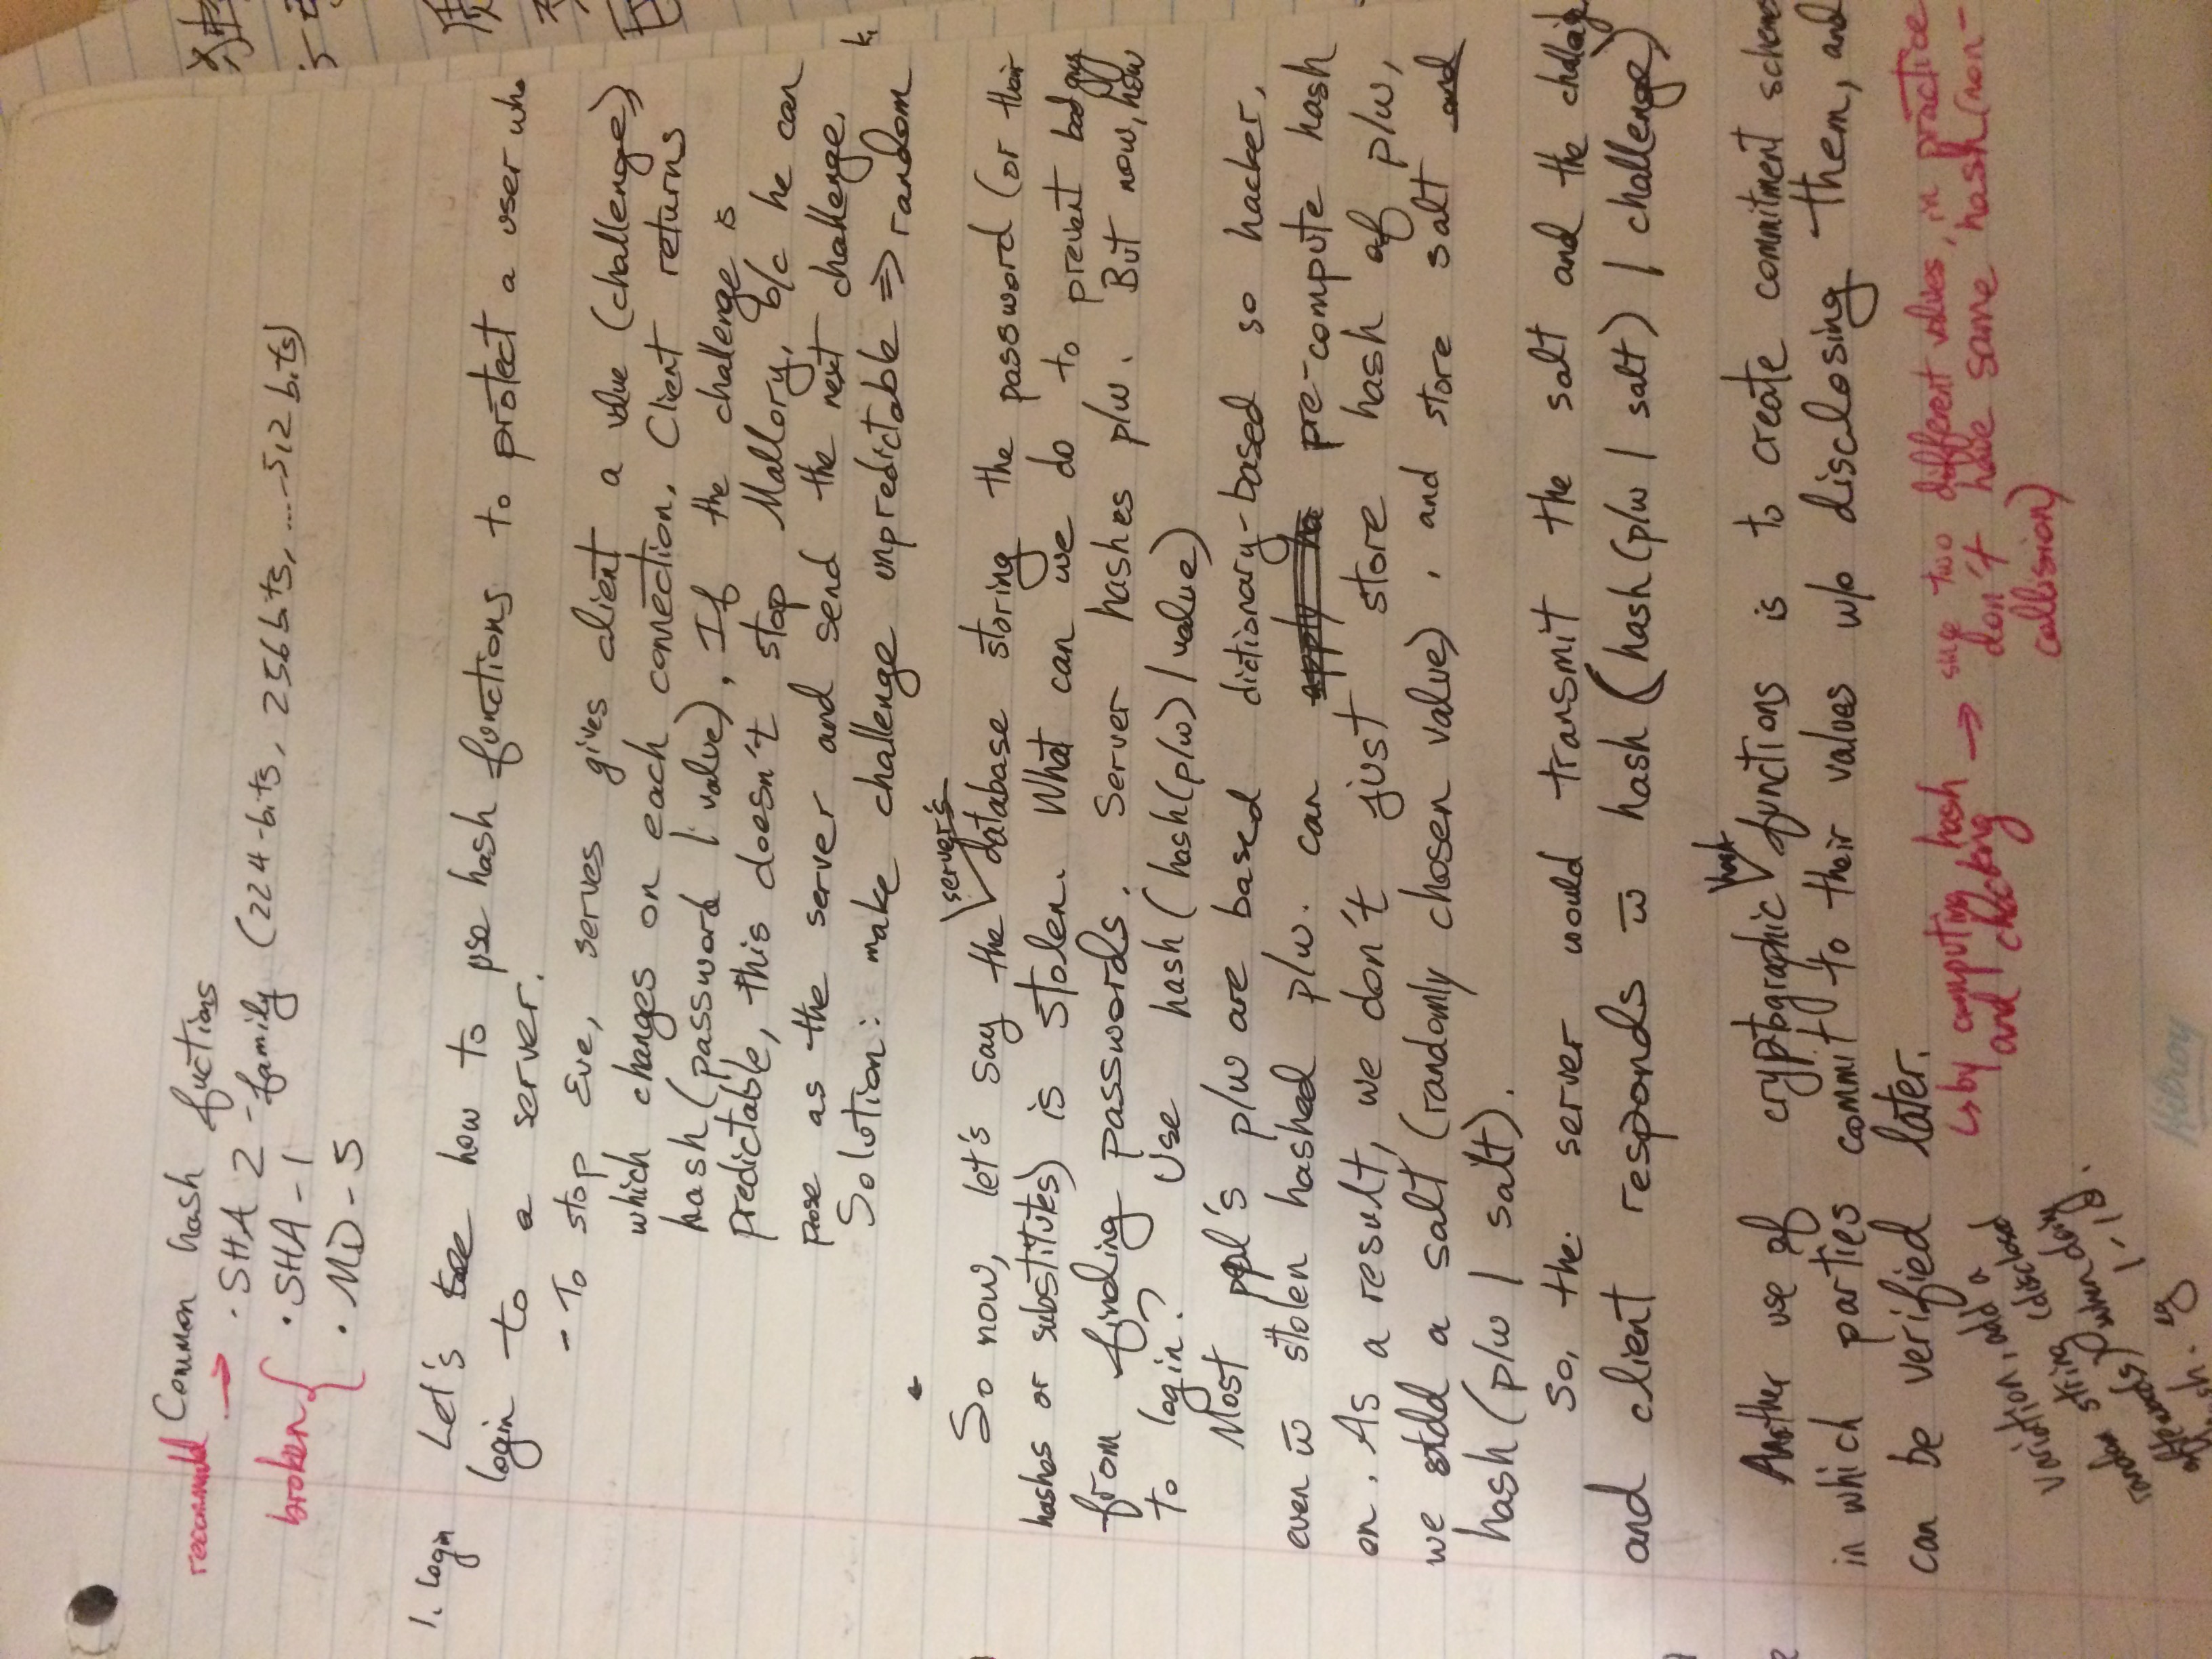 Common hash fuctions
recommend → · SHA 2 - family (224-bits, 256 bits, ... -512 bits)
broken { · SHA - 1
· MD - 5
1. login Let's see how to use hash functions to protect a user who
login to a server.
- To stop Eve, serves gives client a value (challenge)
which changes on each connection. Client returns
hash (password | value). If the challenge is
predictable, this doesn't stop Mallory, b/c he can
pose as the server and send the next challenge.
Solution: make challenge unpredictable => random
So now, let's say the server's database storing the password (or their
hashes or substitutes) is stolen. What can we do to prevent bad guy
from finding passwords. Server hashes p/w. But now, how
to login? Use hash (hash(p/w) | value)
Most ppl's p/w are based dictionary-based so hacker,
even w̄ stolen hashed p/w. can apply ha pre-compute hash
on. As a result, we don't just store hash of p/w,
we add a salt (randomly chosen value), and store salt and
hash (p/w | salt).
So, the server would transmit the salt and the challenge
and client responds w̄ hash (hash (p/w | salt) | challenge)
Another use of cryptographic hash functions is to create commitment scheme
in which parties commit to their values w/o disclosing them, and
can be verified later.
↳ by computing hash
and checking
→ since two different values, in practice
don't have same hash (non-
collision)
variation, add a
random string (disclosed
afterwards) when doing
hash. eg 1-10.
Hilroy